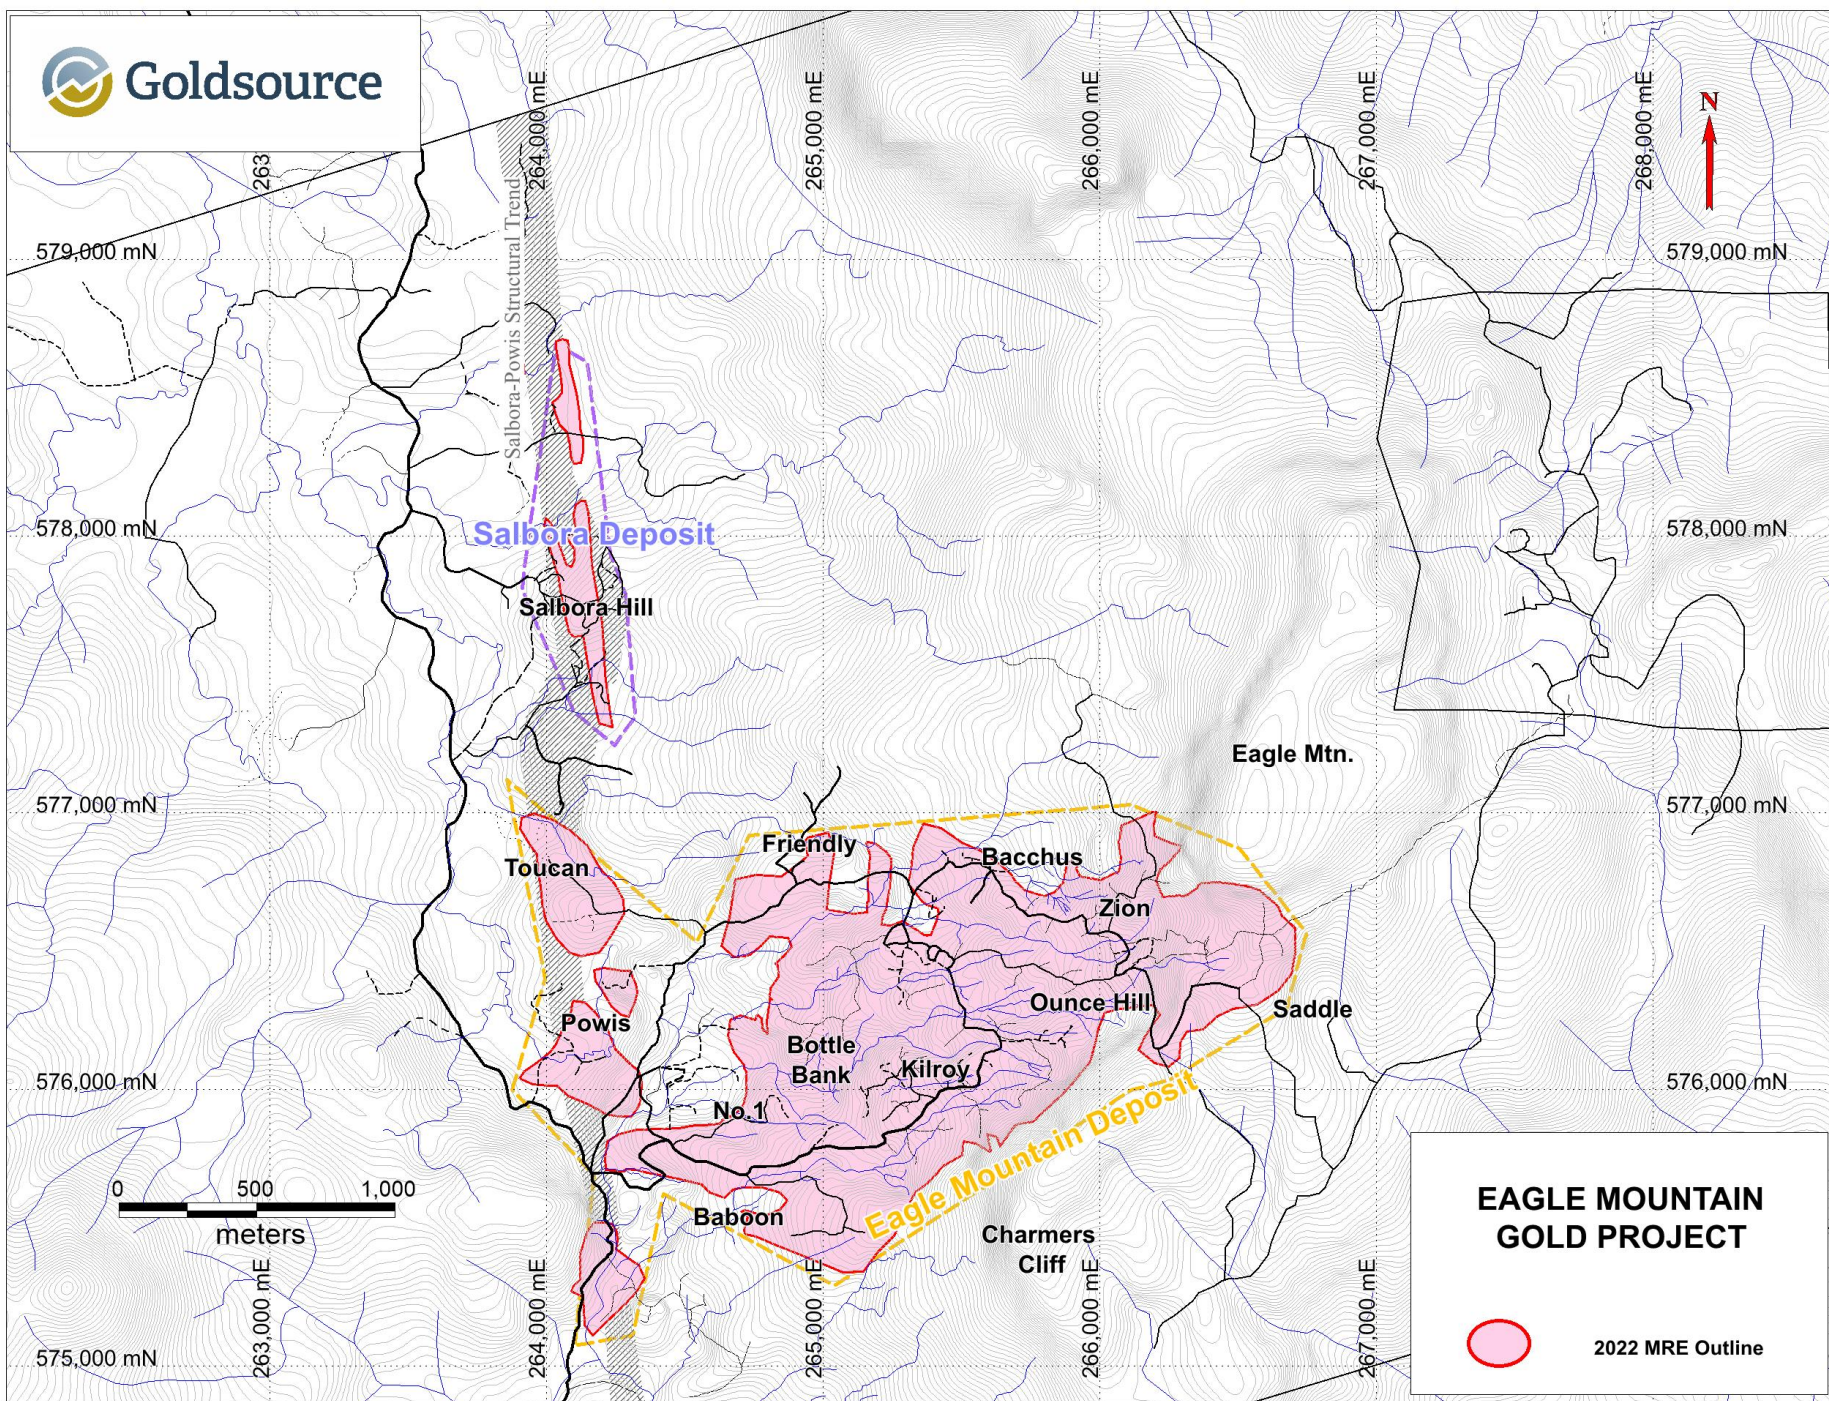 Goldsource
263
264,000 mE
265,000 mE
266,000 mE
267,000 mE
268,000 mE
N
579,000 mN
579,000 mN
Salbora-Powis Structural Trend
578,000 mN
Salbora Deposit
578,000 mN
Salbora Hill
Eagle Mtn.
577,000 mN
577,000 mN
Friendly
Bacchus
Toucan
Zion
Ounce Hill
Saddle
Powis
Bottle
Bank
Kilroy
576,000 mN
576,000 mN
No.1
Eagle Mountain Deposit
0 500 1,000
meters
Baboon
Charmers
Cliff
263,000 mE
264,000 mE
265,000 mE
266,000 mE
267,000 mE
575,000 mN
EAGLE MOUNTAIN
GOLD PROJECT
2022 MRE Outline